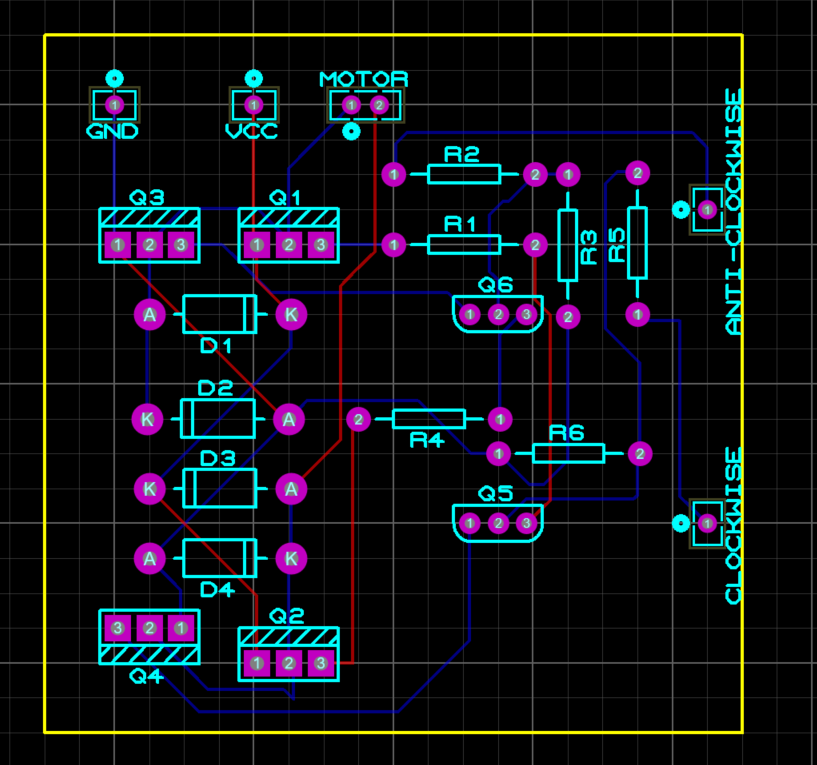 MOTOR
1
1
1 2
GND
VCC
R2
1 2
1
2
Q3
Q1
1
ANTI-CLOCKWISE
1 2 3
1 2 3
R1
1 2
R3
R5
Q6
A
K
1 2 3
2
1
D1
D2
K
A
2
1
R4
R6
1
2
D3
K
A
Q5
1 2 3
1
CLOCKWISE
A
K
D4
Q2
3 2 1
1 2 3
Q4